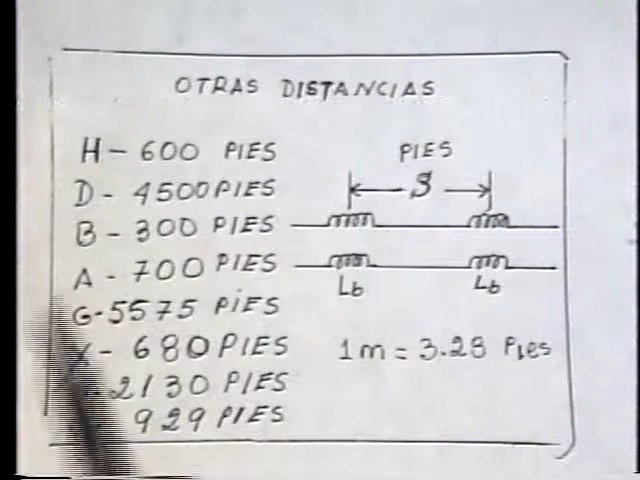 OTRAS DISTANCIAS
H - 600 PIES
D - 4500 PIES
B - 300 PIES
A - 700 PIES
G - 5575 PIES
X - 680 PIES
2130 PIES
929 PIES
PIES
S
Lb Lb
1m = 3.28 Pies